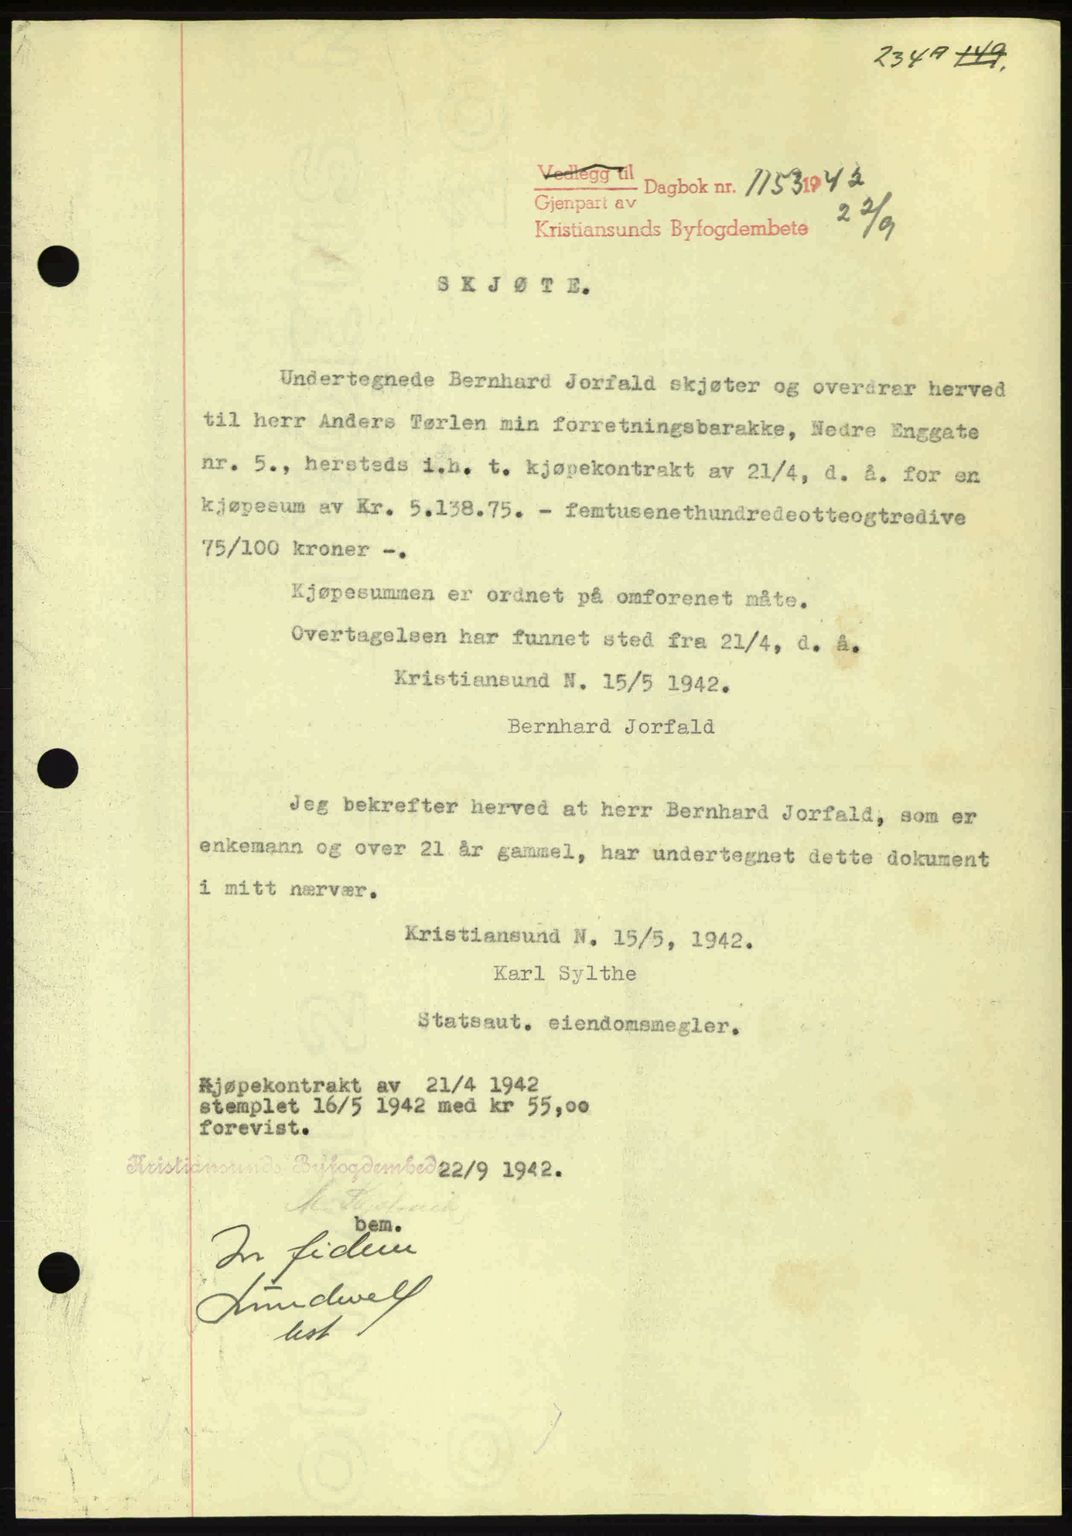 234A 149.
Vedlegg til
Gjenpart av
Dagbok nr. 1153 1942
Kristiansunds Byfogdembete 22/9
SKJØTE.
Undertegnede Bernhard Jorfald skjøter og overdrar herved
til herr Anders Tørlen min forretningsbarakke, Nedre Enggate
nr. 5., hersteds i.h. t. kjøpekontrakt av 21/4, d. å. for en
kjøpesum av Kr. 5.138.75. - femtusenethundredeotteogtredive
75/100 kroner -.
Kjøpesummen er ordnet på omforenet måte.
Overtagelsen har funnet sted fra 21/4, d. å.
Kristiansund N. 15/5 1942.
Bernhard Jorfald
Jeg bekrefter herved at herr Bernhard Jorfald, som er
enkemann og over 21 år gammel, har undertegnet dette dokument
i mitt nærvær.
Kristiansund N. 15/5, 1942.
Karl Sylthe
Statsaut. eiendomsmegler.
Kjøpekontrakt av 21/4 1942
stemplet 16/5 1942 med kr 55,00
forevist.
Kristiansunds Byfogdembed 22/9 1942.
bem.
In fidem